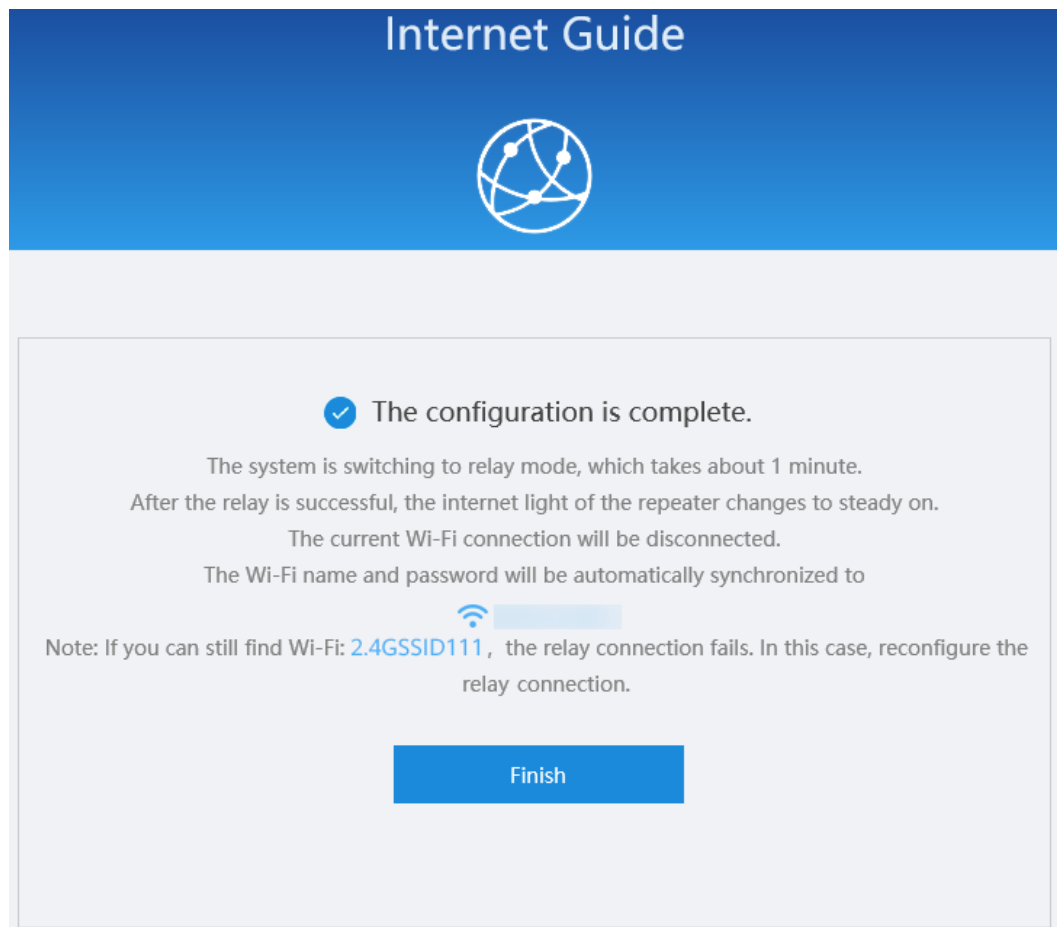 Internet Guide
The configuration is complete.
The system is switching to relay mode, which takes about 1 minute.
After the relay is successful, the internet light of the repeater changes to steady on.
The current Wi-Fi connection will be disconnected.
The Wi-Fi name and password will be automatically synchronized to
Note: If you can still find Wi-Fi: 2.4GSSID111, the relay connection fails. In this case, reconfigure the
relay connection.
Finish